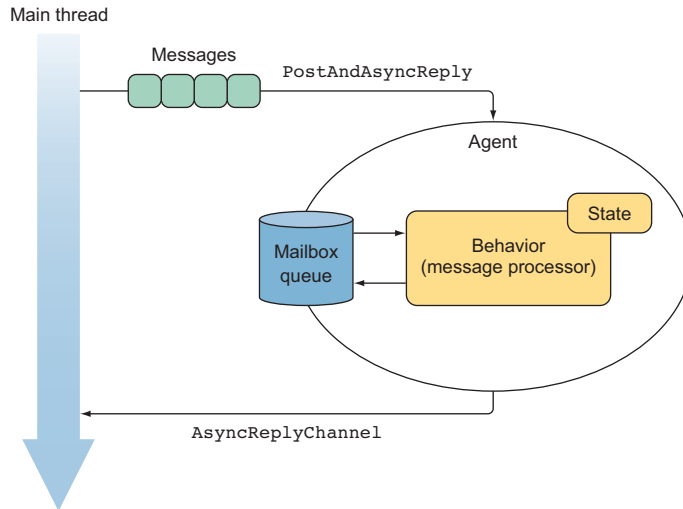 Main thread
Messages
PostAndAsyncReply
Agent
State
Mailbox
queue
Behavior
(message processor)
AsyncReplyChannel